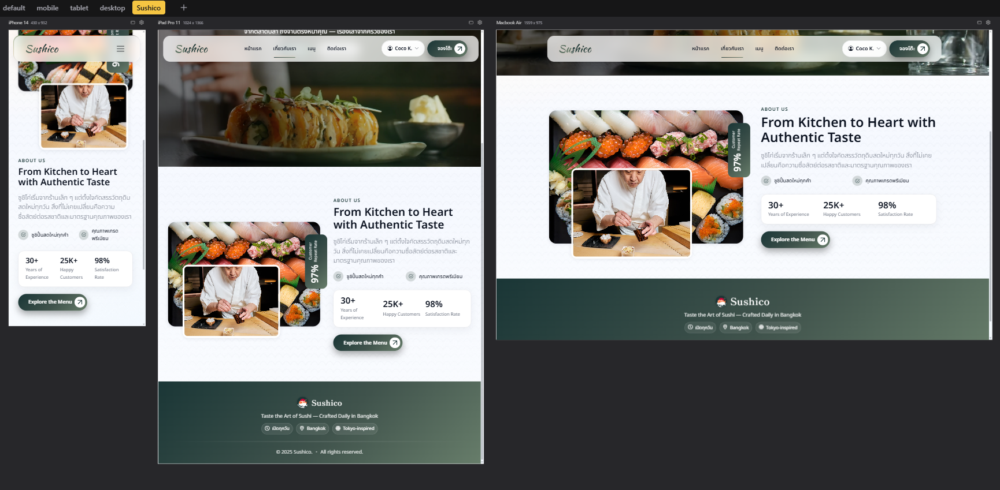 default mobile tablet desktop Sushico +
iPhone 14 430 x 932
Sushico
97
ABOUT US
From Kitchen to Heart
with Authentic Taste
ซูชิโค่เริ่มจากร้านเล็ก ๆ แต่ตั้งใจคัดสรรวัตถุดิบ
สดใหม่ทุกวัน สิ่งที่ไม่เคยเปลี่ยนคือความ
ซื่อสัตย์ต่อรสชาติและมาตรฐานคุณภาพของเรา
ซูชิปั้นสดใหม่ทุกคำ
คุณภาพเกรด
พรีเมียม
30+ 25K+ 98%
Years of Happy Satisfaction
Experience Customers Rate
Explore the Menu
iPad Pro 11 1024 x 1366
จากตลาดปลา ถึงจานตรงหน้าคุณ — เรื่องเล่าจากครัวของเรา
Sushico หน้าแรก เกี่ยวกับเรา เมนู ติดต่อเรา Coco K. จองโต๊ะ
Customer
Repeat Rate
97%
ABOUT US
From Kitchen to Heart
with Authentic Taste
ซูชิโค่เริ่มจากร้านเล็ก ๆ แต่ตั้งใจคัดสรรวัตถุดิบสดใหม่ทุก
วัน สิ่งที่ไม่เคยเปลี่ยนคือความซื่อสัตย์ต่อรสชาติและ
มาตรฐานคุณภาพของเรา
ซูชิปั้นสดใหม่ทุกคำ คุณภาพเกรดพรีเมียม
30+ 25K+ 98%
Years of
Experience
Happy Customers Satisfaction Rate
Explore the Menu
Sushico
Taste the Art of Sushi — Crafted Daily in Bangkok
เปิดทุกวัน Bangkok Tokyo-inspired
© 2025 Sushico. • All rights reserved.
Macbook Air 1559 x 975
Sushico หน้าแรก เกี่ยวกับเรา เมนู ติดต่อเรา Coco K. จองโต๊ะ
Customer
Repeat Rate
97%
ABOUT US
From Kitchen to Heart with
Authentic Taste
ซูชิโค่เริ่มจากร้านเล็ก ๆ แต่ตั้งใจคัดสรรวัตถุดิบสดใหม่ทุกวัน สิ่งที่ไม่เคย
เปลี่ยนคือความซื่อสัตย์ต่อรสชาติและมาตรฐานคุณภาพของเรา
ซูชิปั้นสดใหม่ทุกคำ คุณภาพเกรดพรีเมียม
30+ 25K+ 98%
Years of Experience Happy Customers Satisfaction Rate
Explore the Menu
Sushico
Taste the Art of Sushi — Crafted Daily in Bangkok
เปิดทุกวัน Bangkok Tokyo-inspired